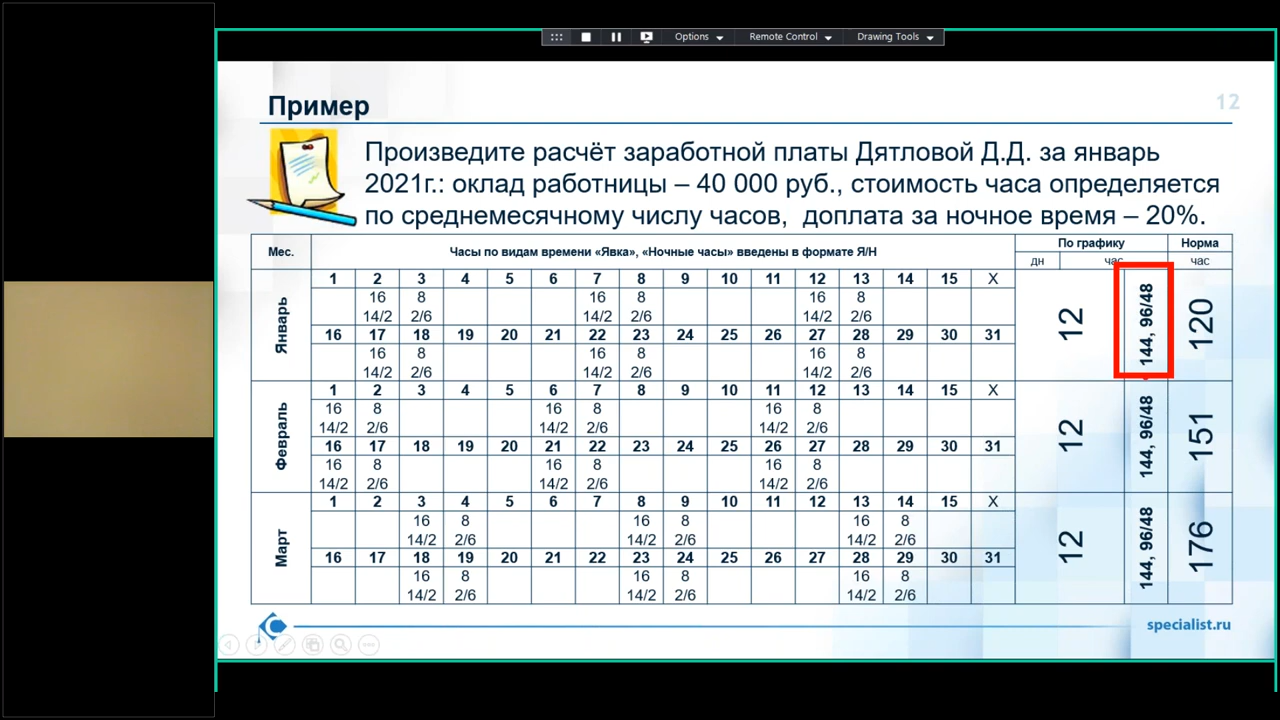 Options
Remote Control
Drawing Tools
Пример
12
Произведите расчёт заработной платы Дятловой Д.Д. за январь
2021г.: оклад работницы – 40 000 руб., стоимость часа определяется
по среднемесячному числу часов, доплата за ночное время – 20%.
Мес. Часы по видам времени «Явка», «Ночные часы» введены в формате Я/Н По графику Норма
дн час час
Январь
1 2 3 4 5 6 7 8 9 10 11 12 13 14 15 X
16 8 16 8 16 8
14/2 2/6 14/2 2/6 14/2 2/6
16 17 18 19 20 21 22 23 24 25 26 27 28 29 30 31
16 8 16 8 16 8
14/2 2/6 14/2 2/6 14/2 2/6
12 144, 96/48 120
Февраль
1 2 3 4 5 6 7 8 9 10 11 12 13 14 15 X
16 8 16 8 16 8
14/2 2/6 14/2 2/6 14/2 2/6
16 17 18 19 20 21 22 23 24 25 26 27 28 29 30 31
16 8 16 8 16 8
14/2 2/6 14/2 2/6 14/2 2/6
12 144, 96/48 151
Март
1 2 3 4 5 6 7 8 9 10 11 12 13 14 15 X
16 8 16 8 16 8
14/2 2/6 14/2 2/6 14/2 2/6
16 17 18 19 20 21 22 23 24 25 26 27 28 29 30 31
16 8 16 8 16 8
14/2 2/6 14/2 2/6 14/2 2/6
12 144, 96/48 176
specialist.ru